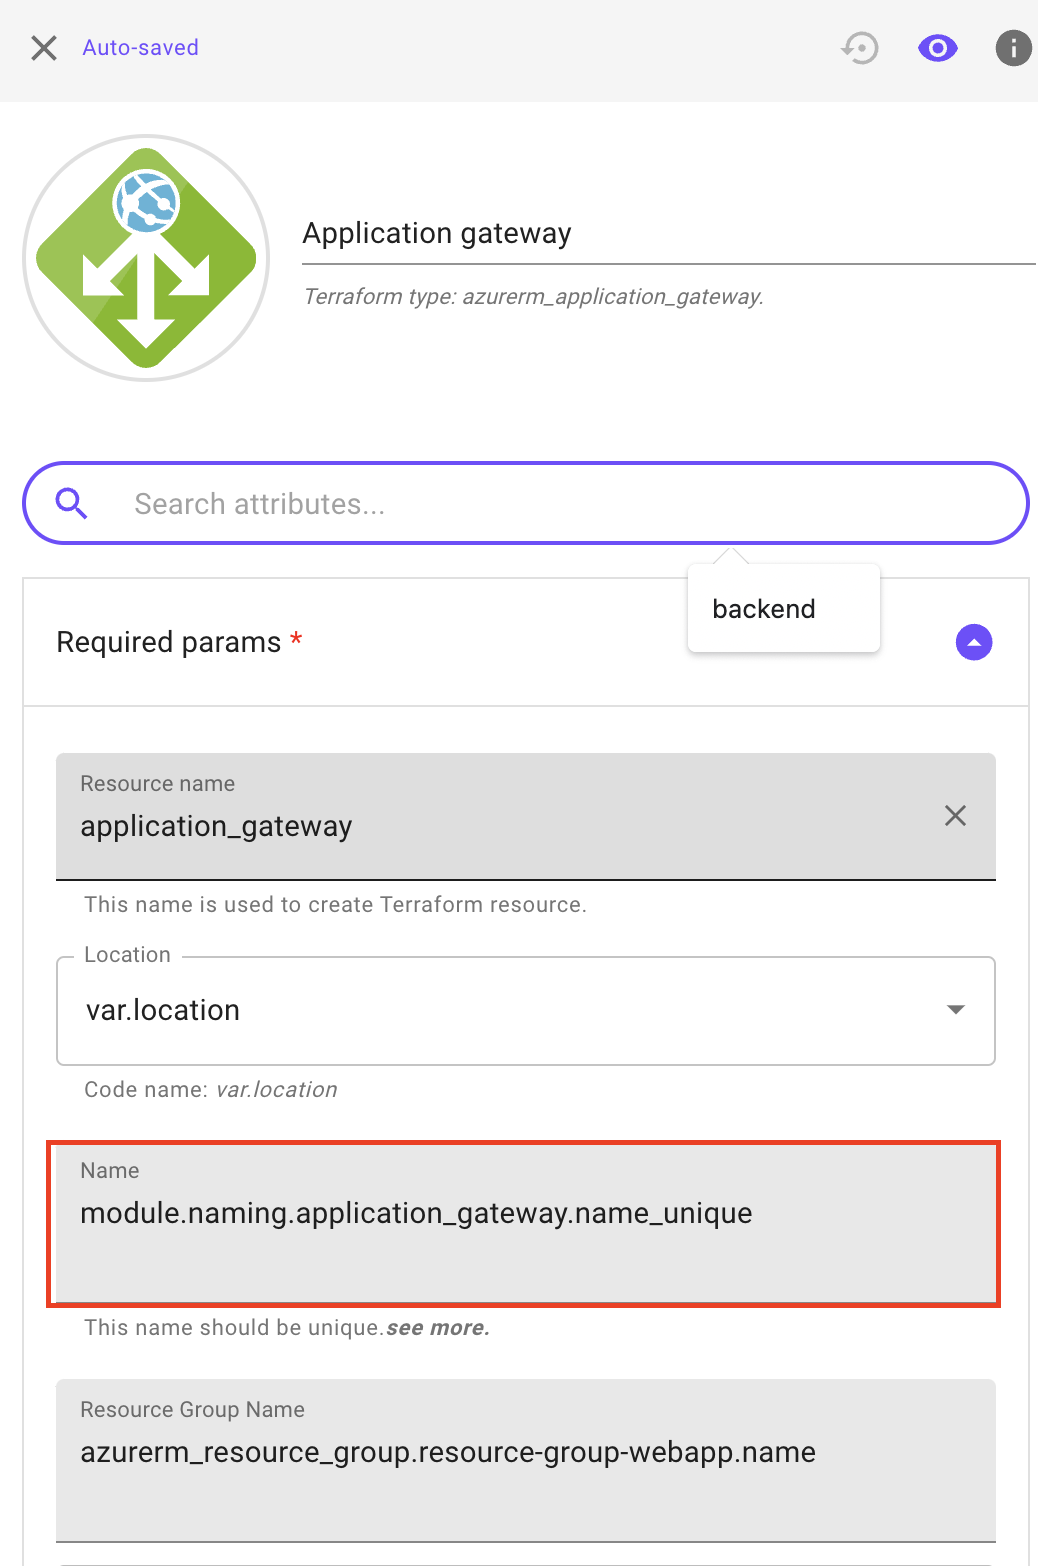 Auto-saved
Application gateway
Terraform type: azurerm_application_gateway.
Search attributes...
backend
Required params *
Resource name
application_gateway
This name is used to create Terraform resource.
Location
var.location
Code name: var.location
Name
module.naming.application_gateway.name_unique
This name should be unique.see more.
Resource Group Name
azurerm_resource_group.resource-group-webapp.name